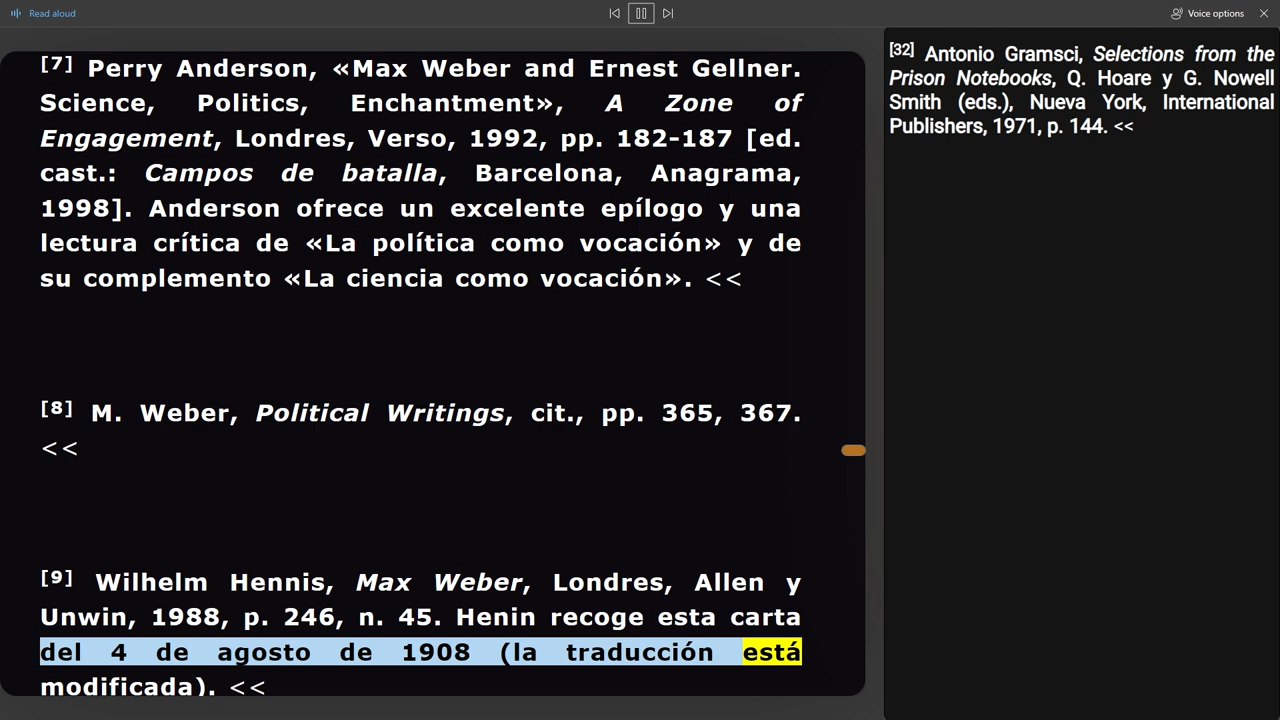 Read aloud
Voice options
[7] Perry Anderson, «Max Weber and Ernest Gellner.
Science, Politics, Enchantment», A Zone of
Engagement, Londres, Verso, 1992, pp. 182-187 [ed.
cast.: Campos de batalla, Barcelona, Anagrama,
1998]. Anderson ofrece un excelente epílogo y una
lectura crítica de «La política como vocación» y de
su complemento «La ciencia como vocación». <<
[8] M. Weber, Political Writings, cit., pp. 365, 367.
<<
[9] Wilhelm Hennis, Max Weber, Londres, Allen y
Unwin, 1988, p. 246, n. 45. Henin recoge esta carta
del 4 de agosto de 1908 (la traducción está
modificada). <<
[32] Antonio Gramsci, Selections from the
Prison Notebooks, Q. Hoare y G. Nowell
Smith (eds.), Nueva York, International
Publishers, 1971, p. 144. <<